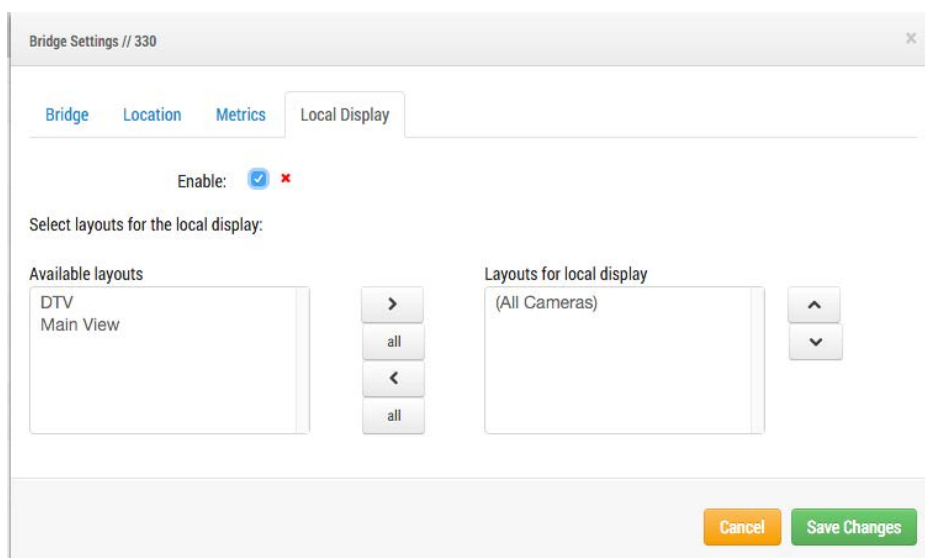 Bridge Settings // 330
×
Bridge Location Metrics Local Display
Enable:
Select layouts for the local display:
Available layouts
DTV
Main View
all
all
Layouts for local display
(All Cameras)
Cancel Save Changes